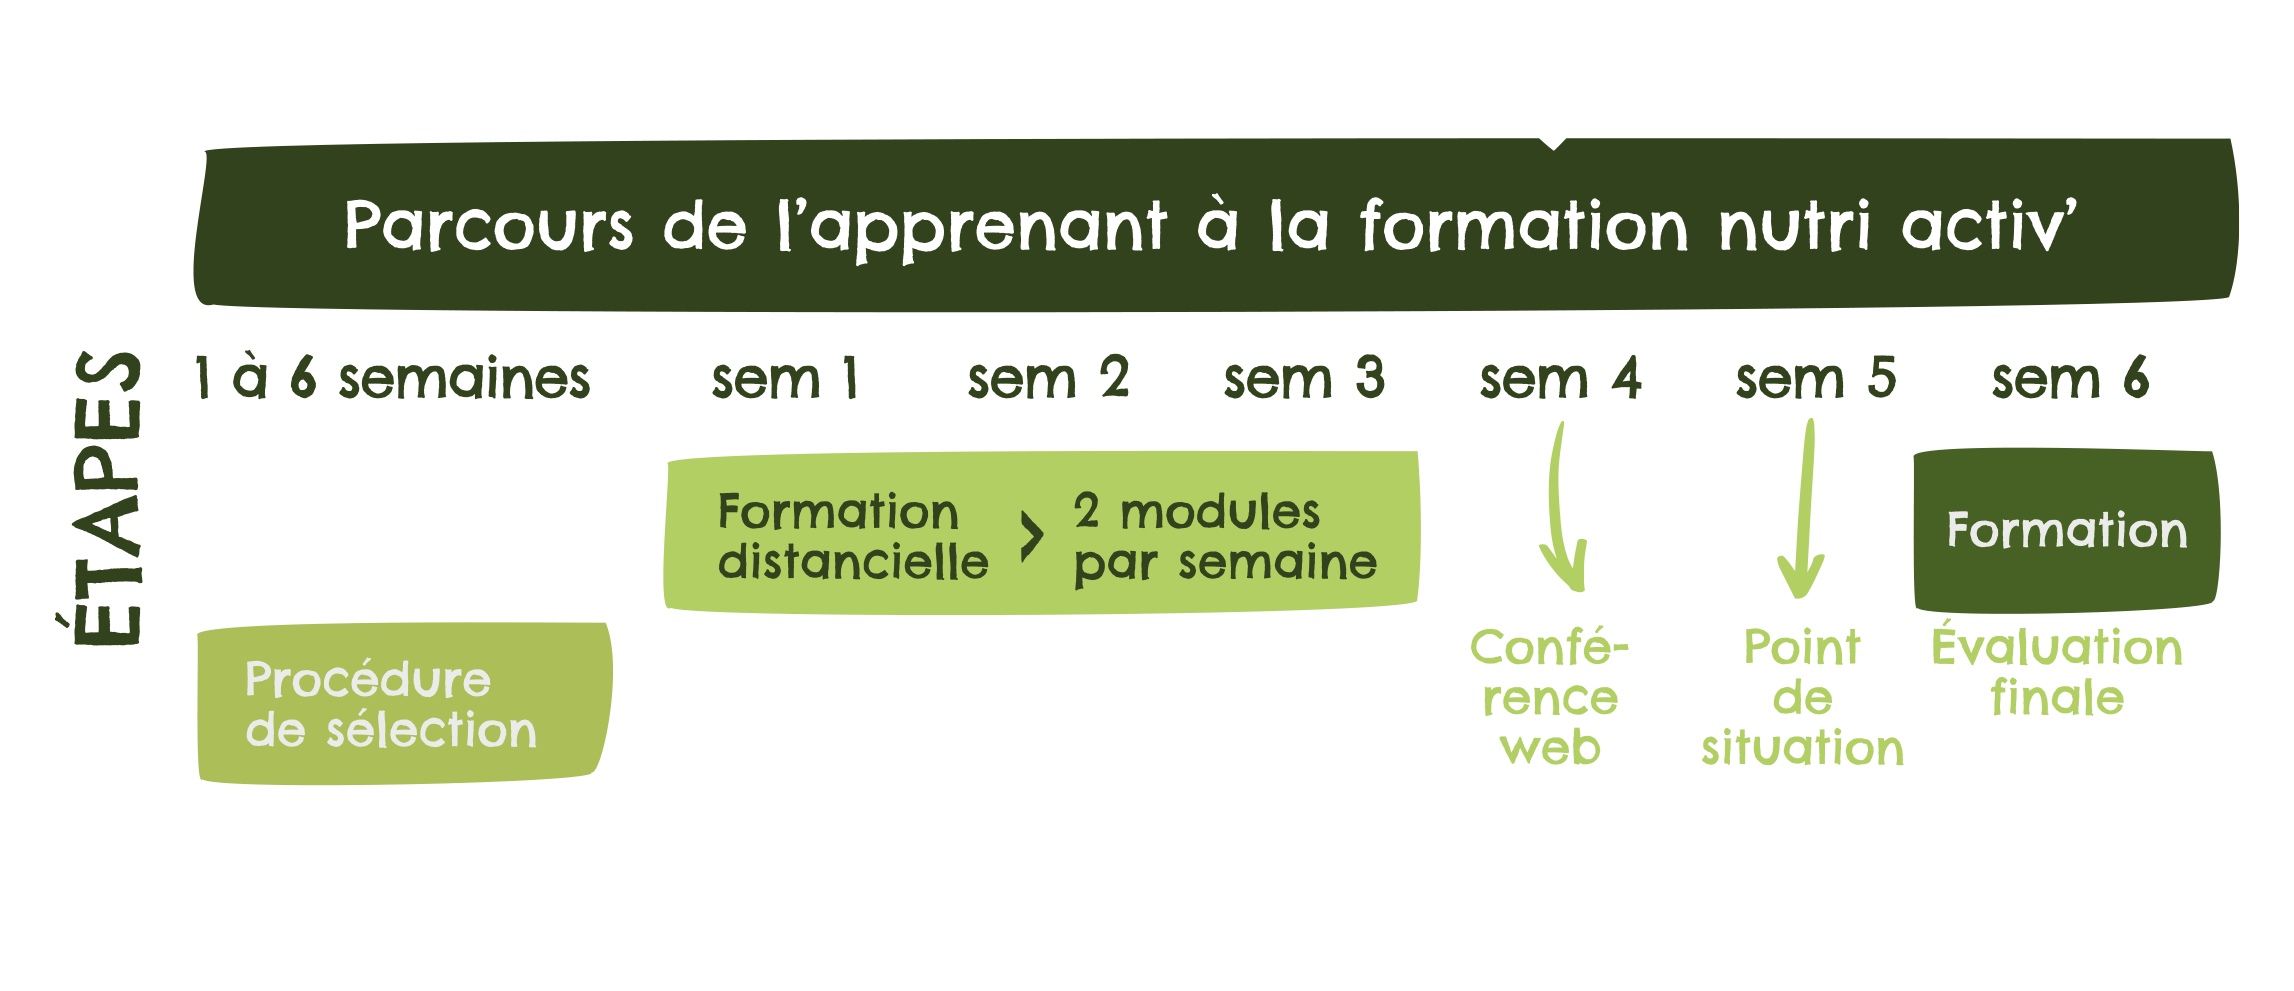 Parcours de l’apprenant à la formation nutri activ’
ÉTAPES
1 à 6 semaines
sem 1
sem 2
sem 3
sem 4
sem 5
sem 6
Procédure
de sélection
Formation
distancielle
>
2 modules
par semaine
Confé-
rence
web
Point
de
situation
Formation
Évaluation
finale